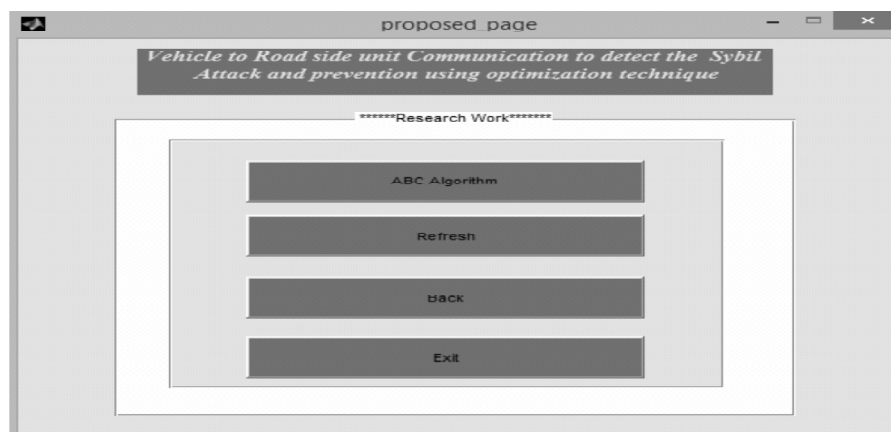 proposed_page
Vehicle to Road side unit Communication to detect the Sybil
Attack and prevention using optimization technique
******Research Work*******
ABC Algorithm
Refresh
Back
Exit